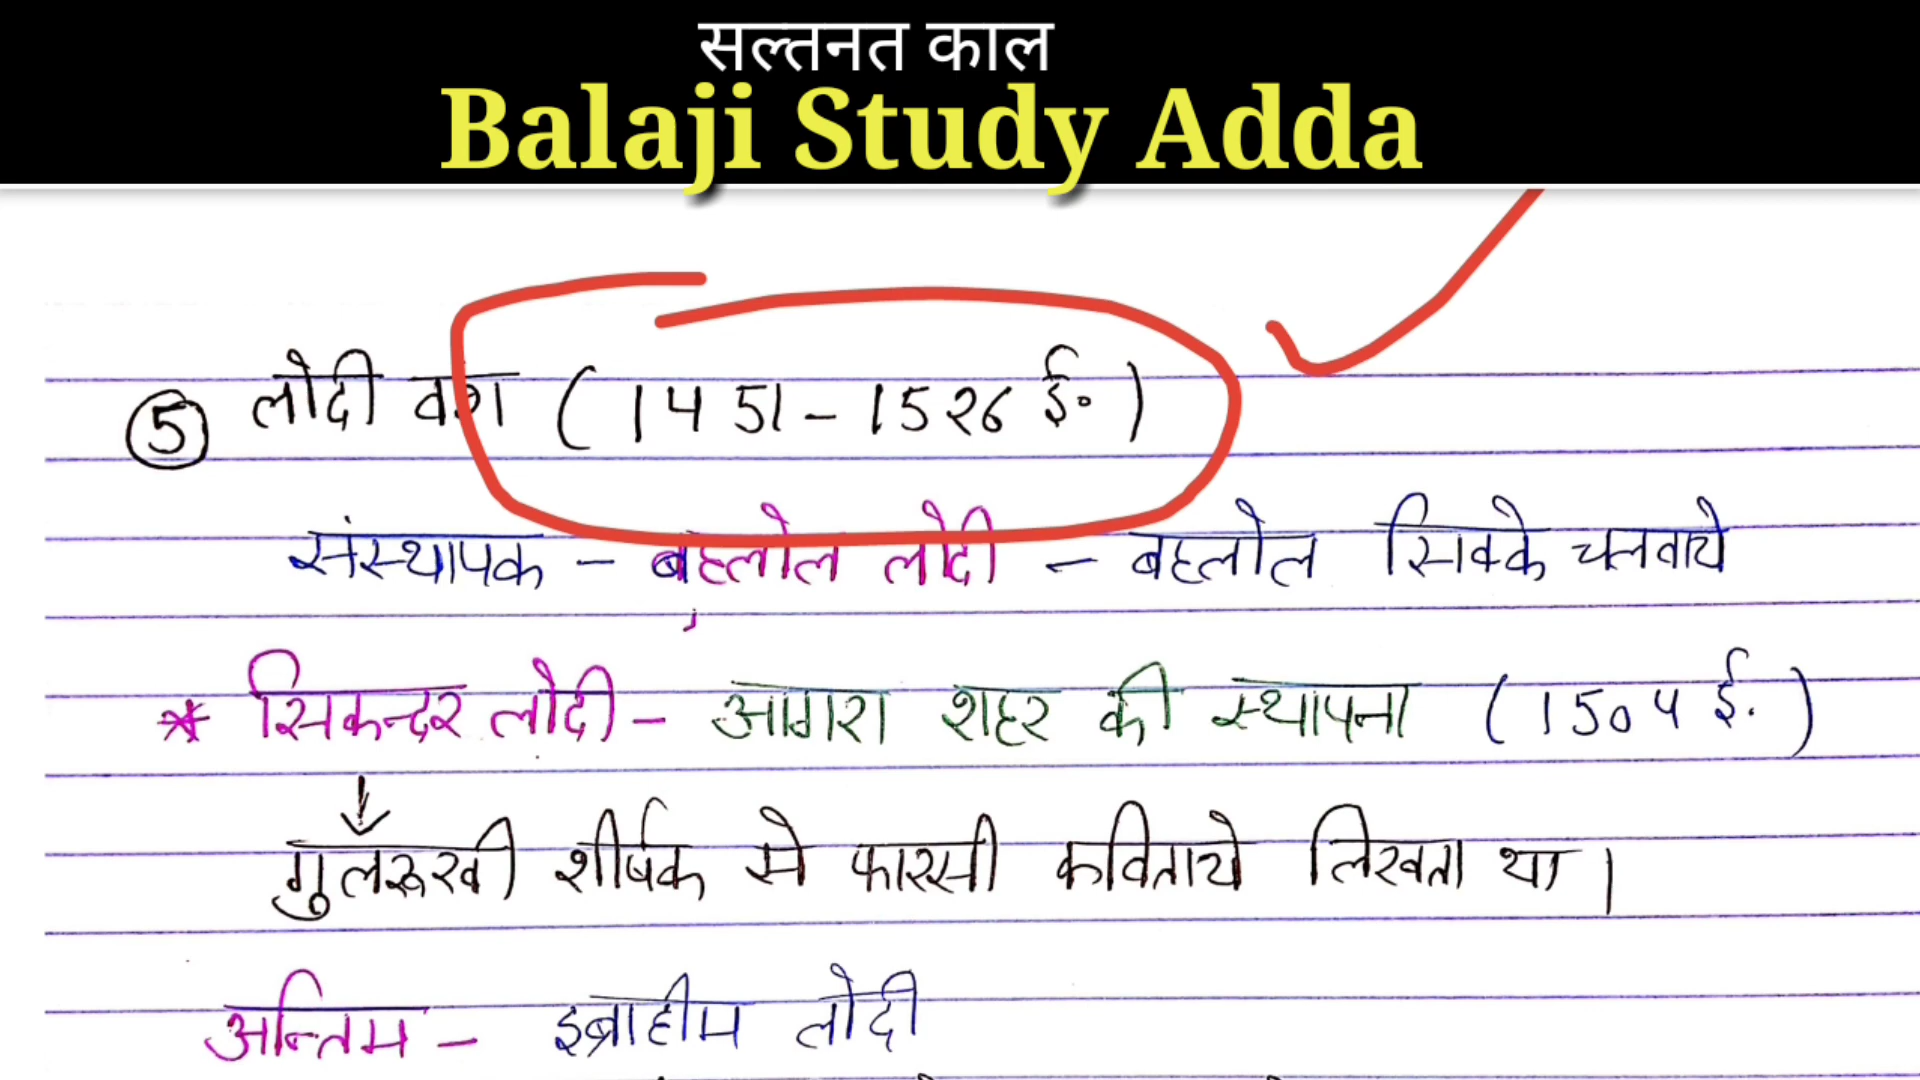 सल्तनत काल
Balaji Study Adda
⑤ लोदी वंश ( 1451 - 1526 ई० )
संस्थापक - बहलोल लोदी - बहलोल सिक्के चलवाये
* सिकन्दर लोदी - आगरा शहर की स्थापना ( 1504 ई. )
↓
गुलरूखी शीर्षक से फारसी कविताये लिखता था ।
अन्तिम - इब्राहीम लोदी